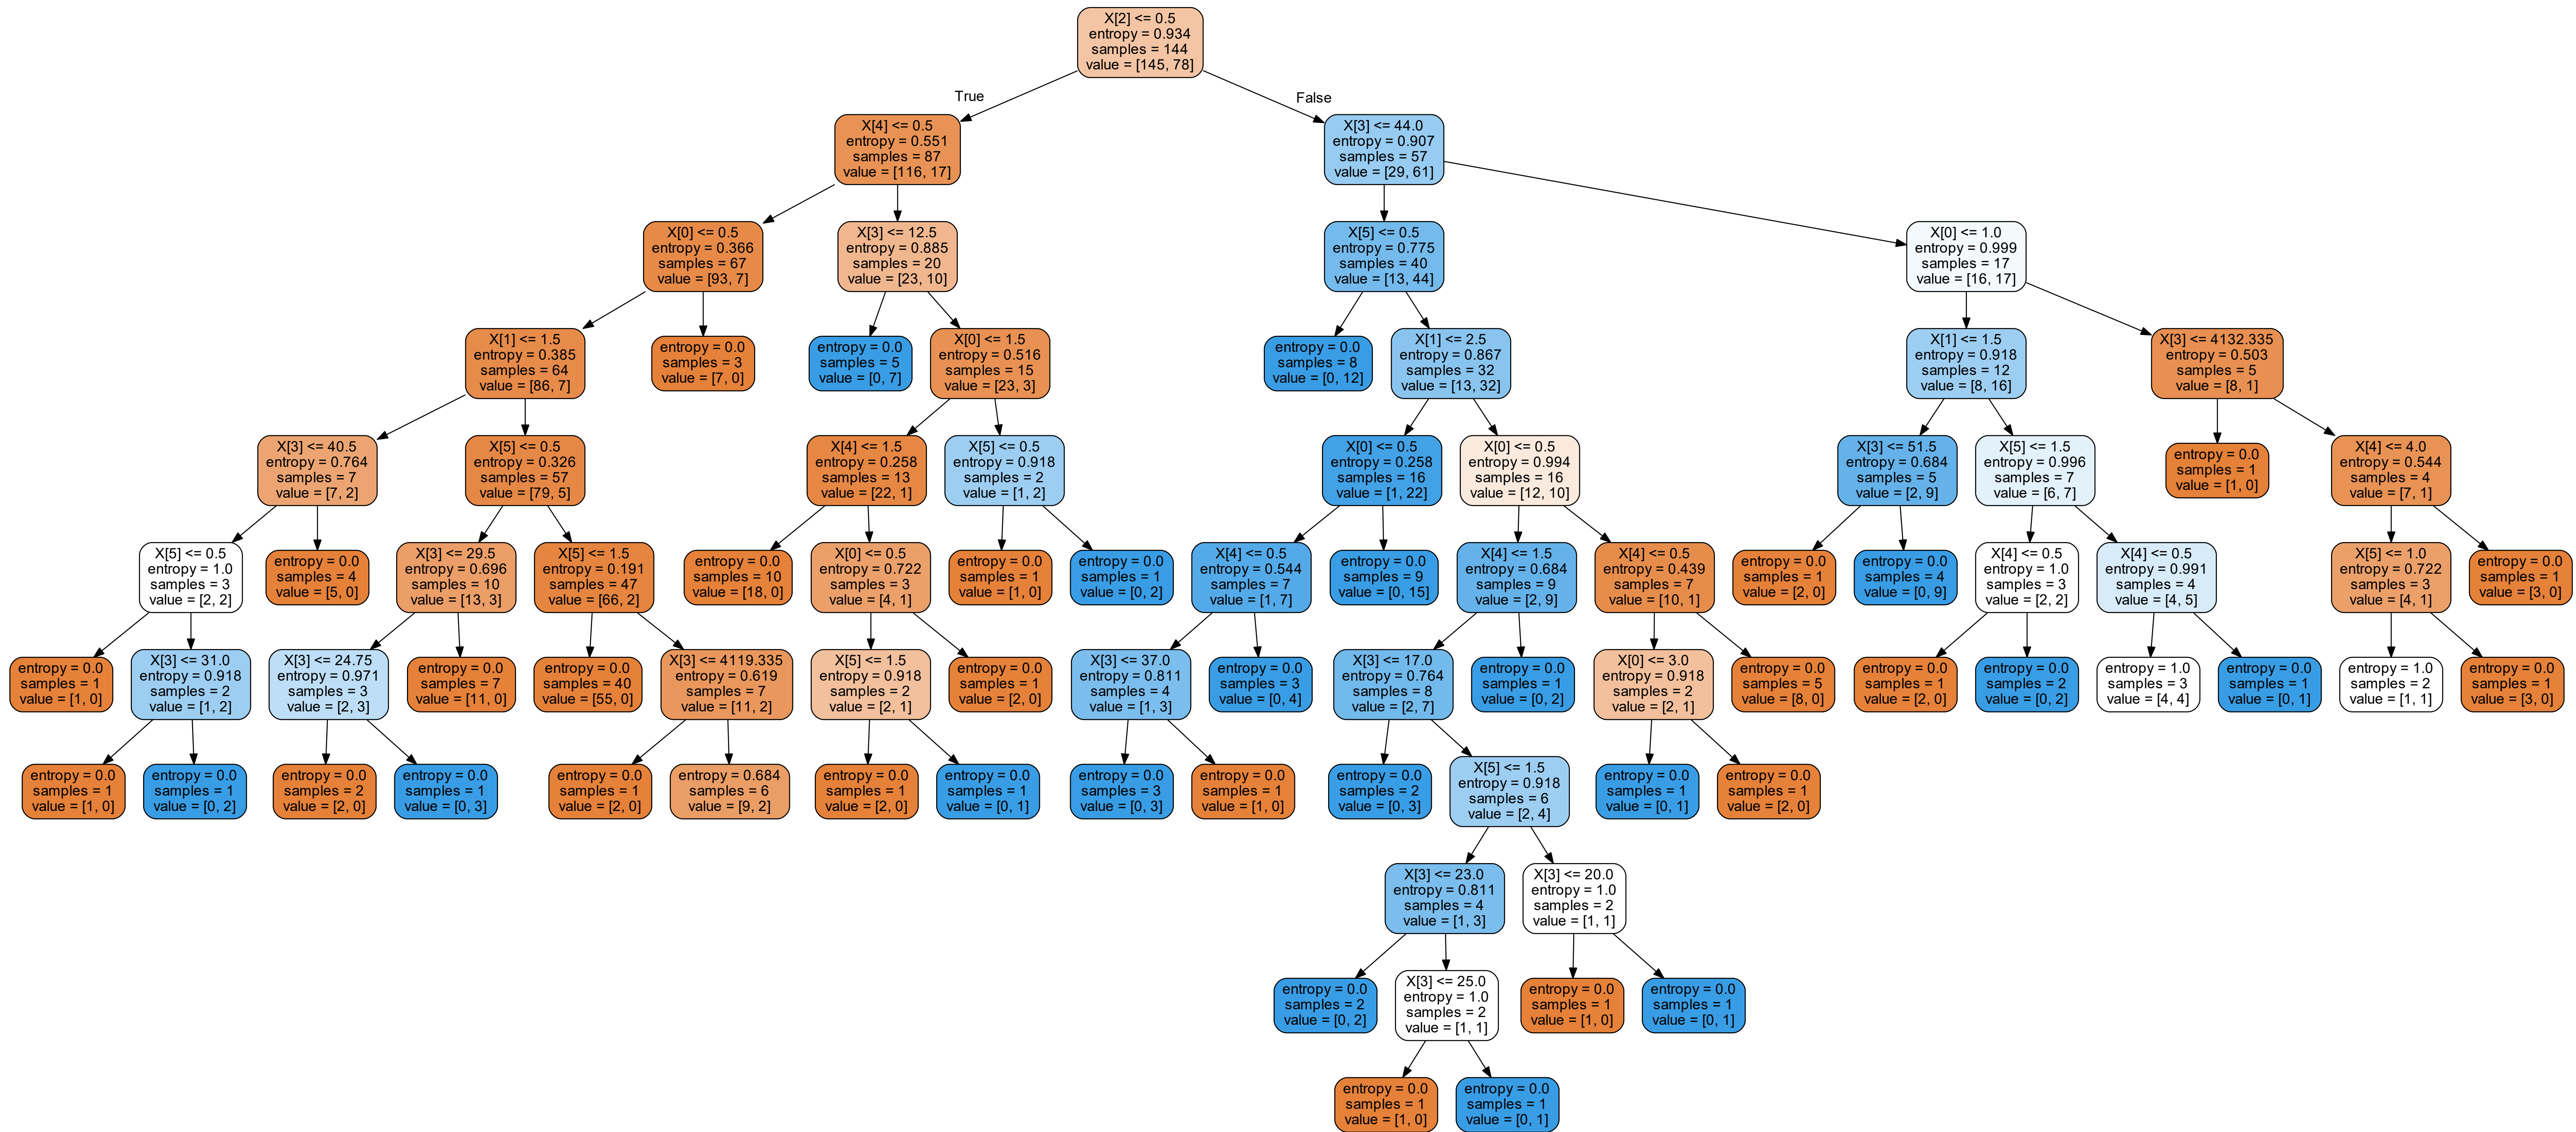 X[2] <= 0.5
entropy = 0.934
samples = 144
value = [145, 78]
True
False
X[4] <= 0.5
entropy = 0.551
samples = 87
value = [116, 17]
X[3] <= 44.0
entropy = 0.907
samples = 57
value = [29, 61]
X[0] <= 0.5
entropy = 0.366
samples = 67
value = [93, 7]
X[3] <= 12.5
entropy = 0.885
samples = 20
value = [23, 10]
X[5] <= 0.5
entropy = 0.775
samples = 40
value = [13, 44]
X[0] <= 1.0
entropy = 0.999
samples = 17
value = [16, 17]
X[1] <= 1.5
entropy = 0.385
samples = 64
value = [86, 7]
entropy = 0.0
samples = 3
value = [7, 0]
entropy = 0.0
samples = 5
value = [0, 7]
X[0] <= 1.5
entropy = 0.516
samples = 15
value = [23, 3]
entropy = 0.0
samples = 8
value = [0, 12]
X[1] <= 2.5
entropy = 0.867
samples = 32
value = [13, 32]
X[1] <= 1.5
entropy = 0.918
samples = 12
value = [8, 16]
X[3] <= 4132.335
entropy = 0.503
samples = 5
value = [8, 1]
X[3] <= 40.5
entropy = 0.764
samples = 7
value = [7, 2]
X[5] <= 0.5
entropy = 0.326
samples = 57
value = [79, 5]
X[4] <= 1.5
entropy = 0.258
samples = 13
value = [22, 1]
X[5] <= 0.5
entropy = 0.918
samples = 2
value = [1, 2]
X[0] <= 0.5
entropy = 0.258
samples = 16
value = [1, 22]
X[0] <= 0.5
entropy = 0.994
samples = 16
value = [12, 10]
X[3] <= 51.5
entropy = 0.684
samples = 5
value = [2, 9]
X[5] <= 1.5
entropy = 0.996
samples = 7
value = [6, 7]
entropy = 0.0
samples = 1
value = [1, 0]
X[4] <= 4.0
entropy = 0.544
samples = 4
value = [7, 1]
X[5] <= 0.5
entropy = 1.0
samples = 3
value = [2, 2]
entropy = 0.0
samples = 4
value = [5, 0]
X[3] <= 29.5
entropy = 0.696
samples = 10
value = [13, 3]
X[5] <= 1.5
entropy = 0.191
samples = 47
value = [66, 2]
entropy = 0.0
samples = 10
value = [18, 0]
X[0] <= 0.5
entropy = 0.722
samples = 3
value = [4, 1]
entropy = 0.0
samples = 1
value = [1, 0]
entropy = 0.0
samples = 1
value = [0, 2]
X[4] <= 0.5
entropy = 0.544
samples = 7
value = [1, 7]
entropy = 0.0
samples = 9
value = [0, 15]
X[4] <= 1.5
entropy = 0.684
samples = 9
value = [2, 9]
X[4] <= 0.5
entropy = 0.439
samples = 7
value = [10, 1]
entropy = 0.0
samples = 1
value = [2, 0]
entropy = 0.0
samples = 4
value = [0, 9]
X[4] <= 0.5
entropy = 1.0
samples = 3
value = [2, 2]
X[4] <= 0.5
entropy = 0.991
samples = 4
value = [4, 5]
X[5] <= 1.0
entropy = 0.722
samples = 3
value = [4, 1]
entropy = 0.0
samples = 1
value = [3, 0]
entropy = 0.0
samples = 1
value = [1, 0]
X[3] <= 31.0
entropy = 0.918
samples = 2
value = [1, 2]
X[3] <= 24.75
entropy = 0.971
samples = 3
value = [2, 3]
entropy = 0.0
samples = 7
value = [11, 0]
entropy = 0.0
samples = 40
value = [55, 0]
X[3] <= 4119.335
entropy = 0.619
samples = 7
value = [11, 2]
X[5] <= 1.5
entropy = 0.918
samples = 2
value = [2, 1]
entropy = 0.0
samples = 1
value = [2, 0]
X[3] <= 37.0
entropy = 0.811
samples = 4
value = [1, 3]
entropy = 0.0
samples = 3
value = [0, 4]
X[3] <= 17.0
entropy = 0.764
samples = 8
value = [2, 7]
entropy = 0.0
samples = 1
value = [0, 2]
X[0] <= 3.0
entropy = 0.918
samples = 2
value = [2, 1]
entropy = 0.0
samples = 5
value = [8, 0]
entropy = 0.0
samples = 1
value = [2, 0]
entropy = 0.0
samples = 2
value = [0, 2]
entropy = 1.0
samples = 3
value = [4, 4]
entropy = 0.0
samples = 1
value = [0, 1]
entropy = 1.0
samples = 2
value = [1, 1]
entropy = 0.0
samples = 1
value = [3, 0]
entropy = 0.0
samples = 1
value = [1, 0]
entropy = 0.0
samples = 1
value = [0, 2]
entropy = 0.0
samples = 2
value = [2, 0]
entropy = 0.0
samples = 1
value = [0, 3]
entropy = 0.0
samples = 1
value = [2, 0]
entropy = 0.684
samples = 6
value = [9, 2]
entropy = 0.0
samples = 1
value = [2, 0]
entropy = 0.0
samples = 1
value = [0, 1]
entropy = 0.0
samples = 3
value = [0, 3]
entropy = 0.0
samples = 1
value = [1, 0]
entropy = 0.0
samples = 2
value = [0, 3]
X[5] <= 1.5
entropy = 0.918
samples = 6
value = [2, 4]
entropy = 0.0
samples = 1
value = [0, 1]
entropy = 0.0
samples = 1
value = [2, 0]
X[3] <= 23.0
entropy = 0.811
samples = 4
value = [1, 3]
X[3] <= 20.0
entropy = 1.0
samples = 2
value = [1, 1]
entropy = 0.0
samples = 2
value = [0, 2]
X[3] <= 25.0
entropy = 1.0
samples = 2
value = [1, 1]
entropy = 0.0
samples = 1
value = [1, 0]
entropy = 0.0
samples = 1
value = [0, 1]
entropy = 0.0
samples = 1
value = [1, 0]
entropy = 0.0
samples = 1
value = [0, 1]